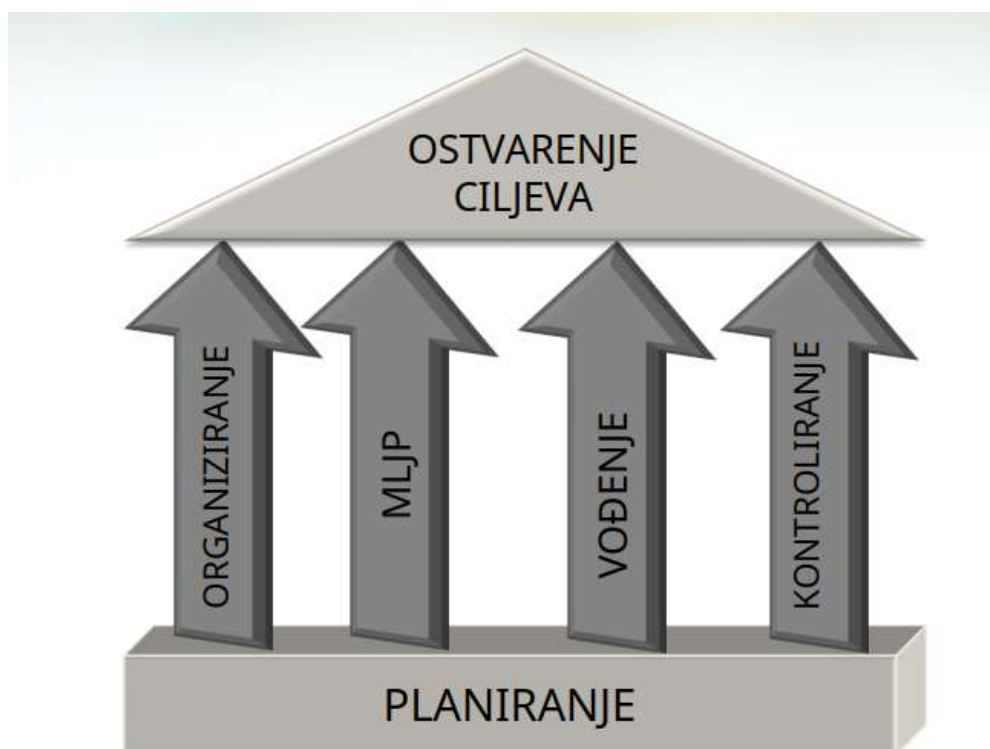 OSTVARENJE
CILJEVA
ORGANIZIRANJE
MLJP
VOĐENJE
KONTROLIRANJE
PLANIRANJE